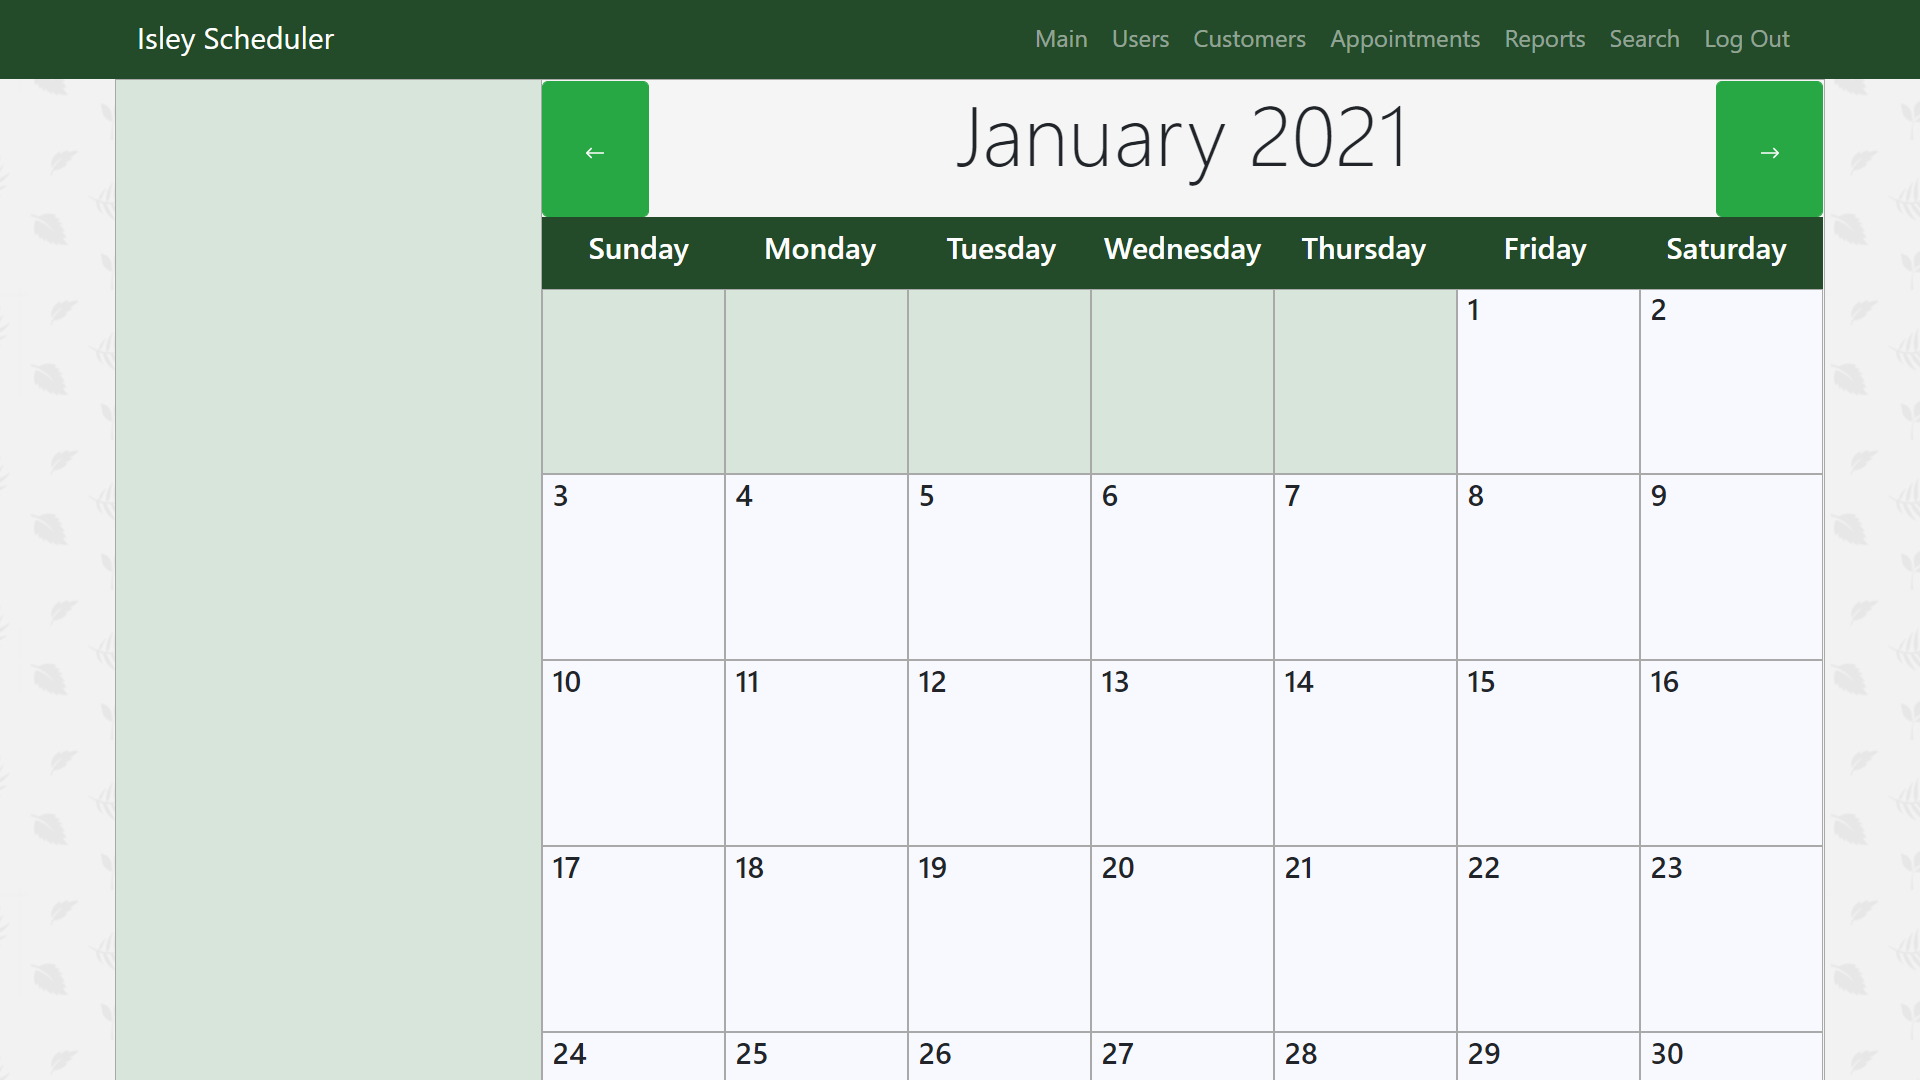 Isley Scheduler Main Users Customers Appointments Reports Search Log Out
← January 2021 →
Sunday Monday Tuesday Wednesday Thursday Friday Saturday
1 2
3 4 5 6 7 8 9
10 11 12 13 14 15 16
17 18 19 20 21 22 23
24 25 26 27 28 29 30